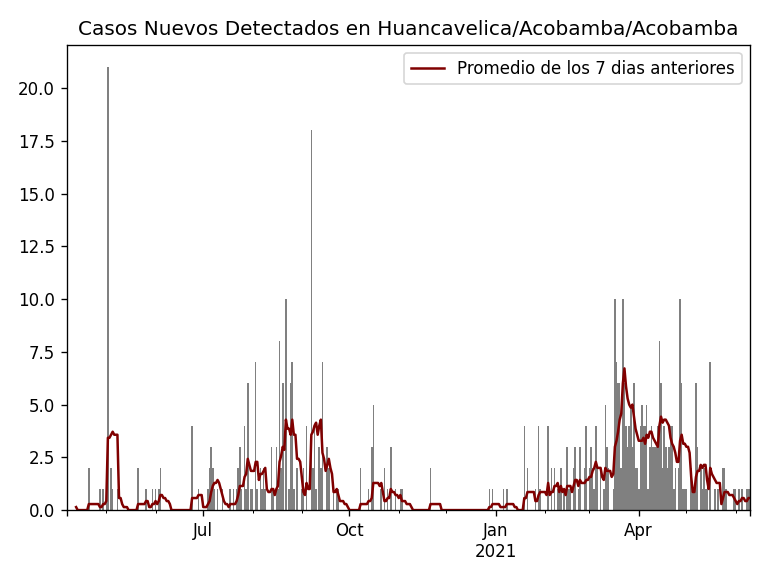 Casos Nuevos Detectados en Huancavelica/Acobamba/Acobamba
Promedio de los 7 dias anteriores
20.0
17.5
15.0
12.5
10.0
7.5
5.0
2.5
0.0
Jul
Oct
Jan
Apr
2021